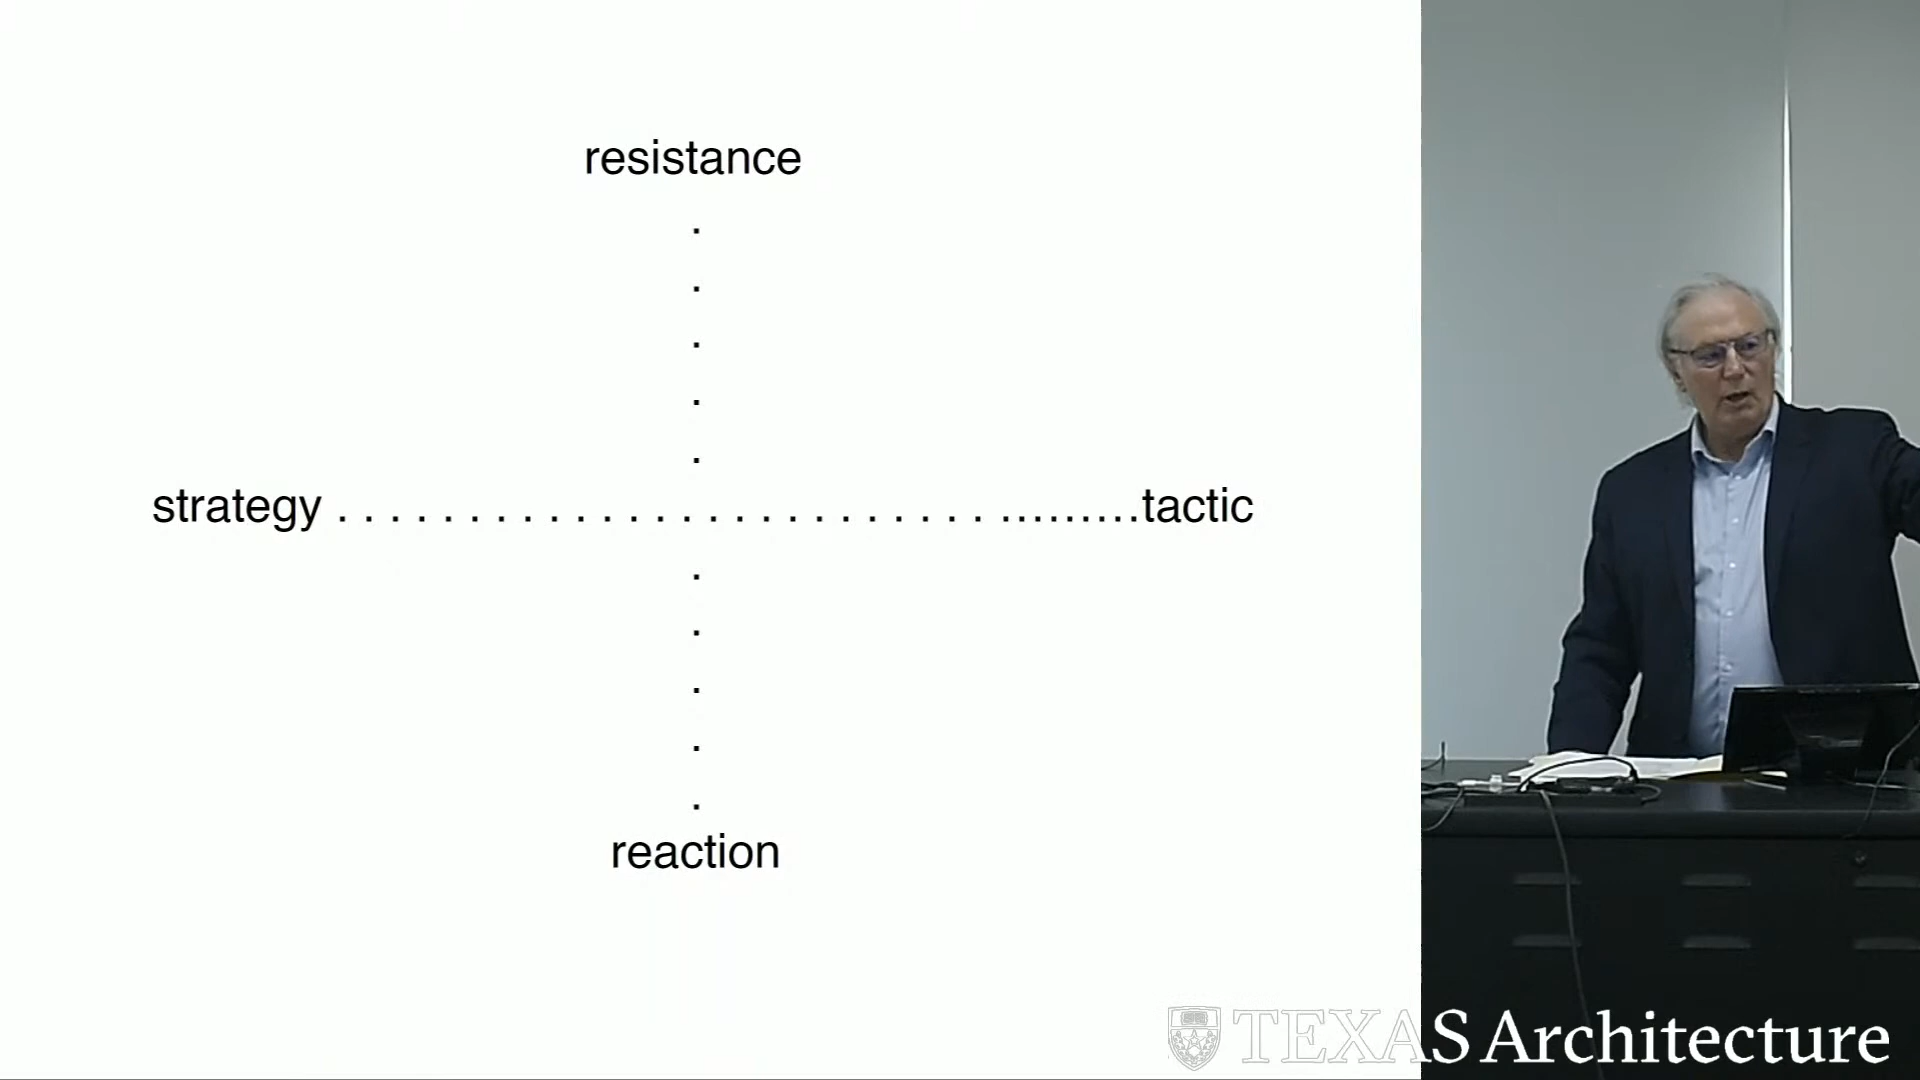 resistance
.
.
.
.
.
strategy . . . . . . . . . . . . . . . . . . . . . . . . . ..........tactic
.
.
.
.
.
reaction
TEXAS Architecture